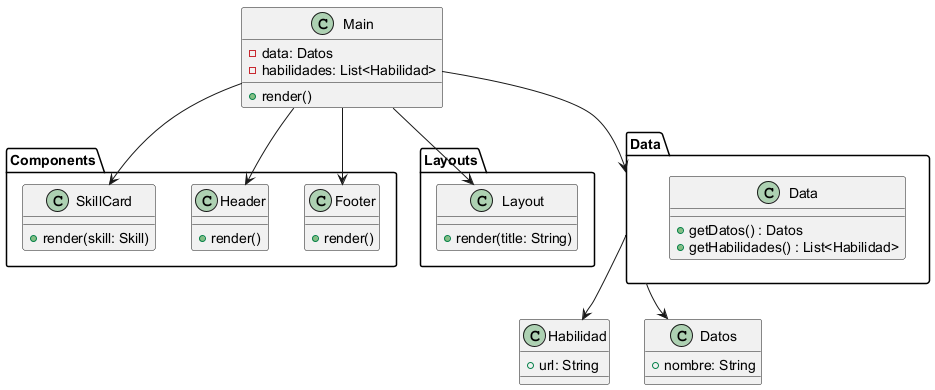 C Main
data: Datos
habilidades: List<Habilidad>
render()
Components
C SkillCard
render(skill: Skill)
C Header
render()
C Footer
render()
Layouts
C Layout
render(title: String)
Data
C Data
getDatos() : Datos
getHabilidades() : List<Habilidad>
C Habilidad
url: String
C Datos
nombre: String